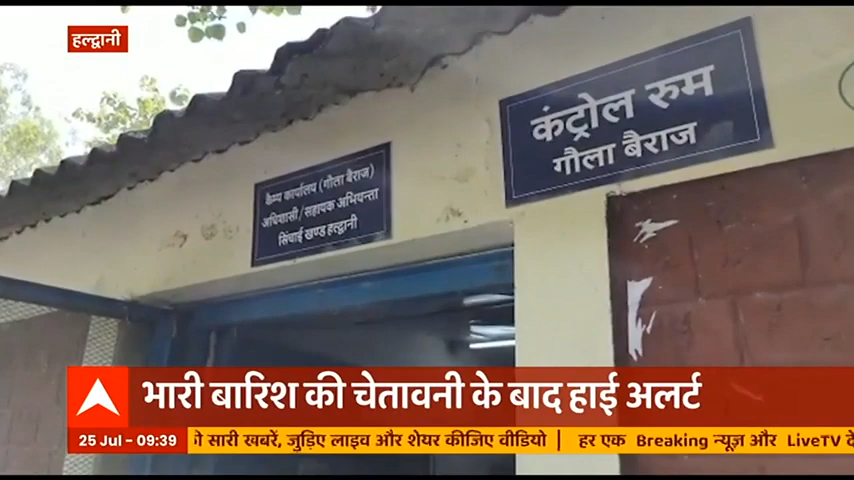 हल्द्वानी
कंट्रोल रुम
गौला बैराज
कैम्प कार्यालय (गौला बैराज)
अधिशासी/सहायक अभियन्ता
सिंचाई खण्ड हल्द्वानी
भारी बारिश की चेतावनी के बाद हाई अलर्ट
25 Jul - 09:39
सारी खबरें, जुड़िए लाइव और शेयर कीजिए वीडियो | हर एक Breaking न्यूज़ और LiveTV